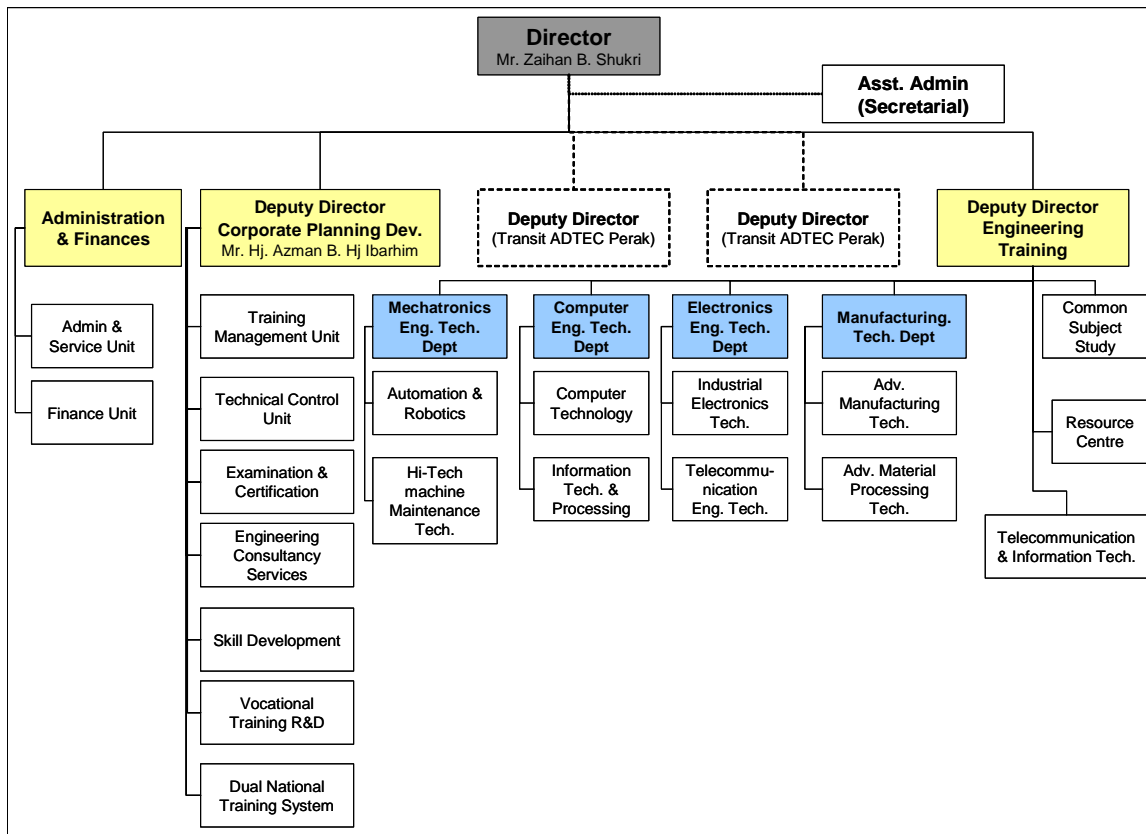 Director
Mr. Zaihan B. Shukri
Asst. Admin
(Secretarial)
Administration
& Finances
Deputy Director
Corporate Planning Dev.
Mr. Hj. Azman B. Hj Ibarhim
Deputy Director
(Transit ADTEC Perak)
Deputy Director
(Transit ADTEC Perak)
Deputy Director
Engineering
Training
Admin &
Service Unit
Finance Unit
Training
Management Unit
Technical Control
Unit
Examination &
Certification
Engineering
Consultancy
Services
Skill Development
Vocational
Training R&D
Dual National
Training System
Mechatronics
Eng. Tech.
Dept
Automation &
Robotics
Hi-Tech
machine
Maintenance
Tech.
Computer
Eng. Tech.
Dept
Computer
Technology
Information
Tech. &
Processing
Electronics
Eng. Tech.
Dept
Industrial
Electronics
Tech.
Telecommu-
nication
Eng. Tech.
Manufacturing.
Tech. Dept
Adv.
Manufacturing
Tech.
Adv. Material
Processing
Tech.
Common
Subject
Study
Resource
Centre
Telecommunication
& Information Tech.